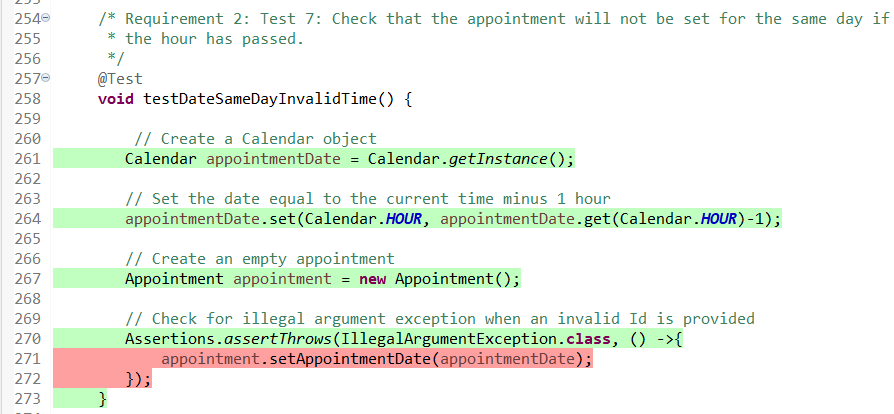 254 /* Requirement 2: Test 7: Check that the appointment will not be set for the same day if
255 * the hour has passed.
256 */
257 @Test
258 void testDateSameDayInvalidTime() {
259
260 // Create a Calendar object
261 Calendar appointmentDate = Calendar.getInstance();
262
263 // Set the date equal to the current time minus 1 hour
264 appointmentDate.set(Calendar.HOUR, appointmentDate.get(Calendar.HOUR)-1);
265
266 // Create an empty appointment
267 Appointment appointment = new Appointment();
268
269 // Check for illegal argument exception when an invalid Id is provided
270 Assertions.assertThrows(IllegalArgumentException.class, () ->{
271 appointment.setAppointmentDate(appointmentDate);
272 });
273 }